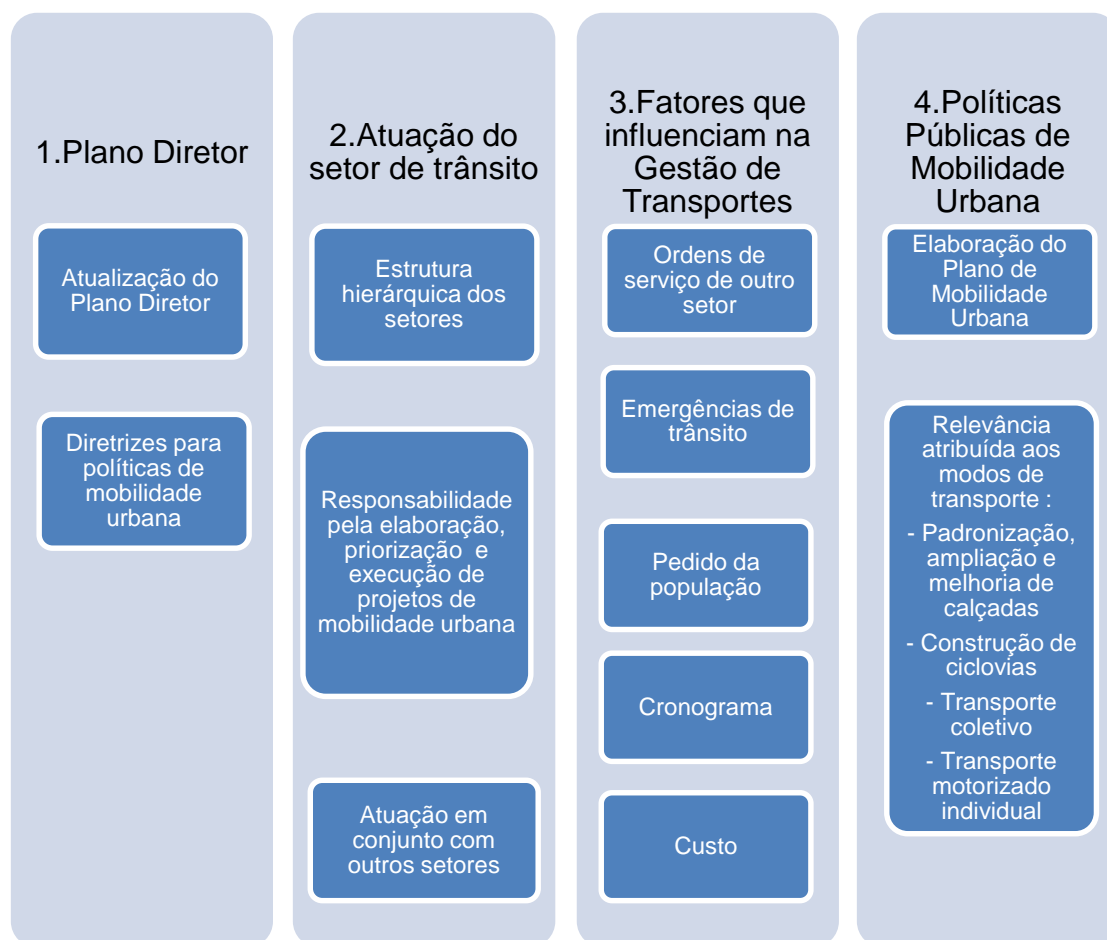 1.Plano Diretor
Atualização do
Plano Diretor
Diretrizes para
políticas de
mobilidade
urbana
2.Atuação do
setor de trânsito
Estrutura
hierárquica dos
setores
Responsabilidade
pela elaboração,
priorização e
execução de
projetos de
mobilidade urbana
Atuação em
conjunto com
outros setores
3.Fatores que
influenciam na
Gestão de
Transportes
Ordens de
serviço de outro
setor
Emergências de
trânsito
Pedido da
população
Cronograma
Custo
4.Políticas
Públicas de
Mobilidade
Urbana
Elaboração do
Plano de
Mobilidade
Urbana
Relevância
atribuída aos
modos de
transporte :
- Padronização,
ampliação e
melhoria de
calçadas
- Construção de
ciclovias
- Transporte
coletivo
- Transporte
motorizado
individual